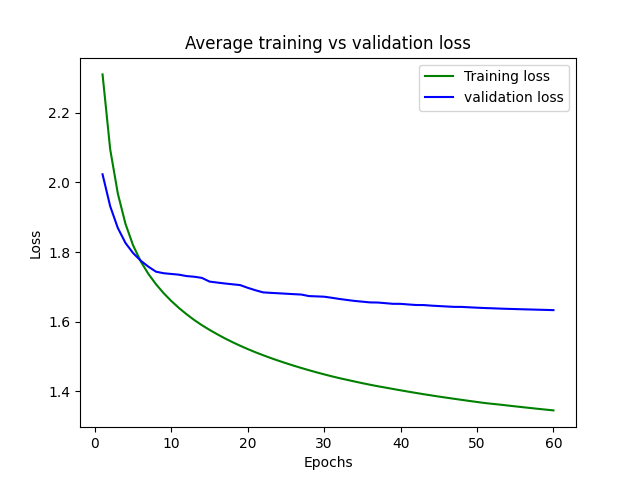 Average training vs validation loss
Training loss
validation loss
2.2
2.0
1.8
1.6
1.4
Loss
0 10 20 30 40 50 60
Epochs